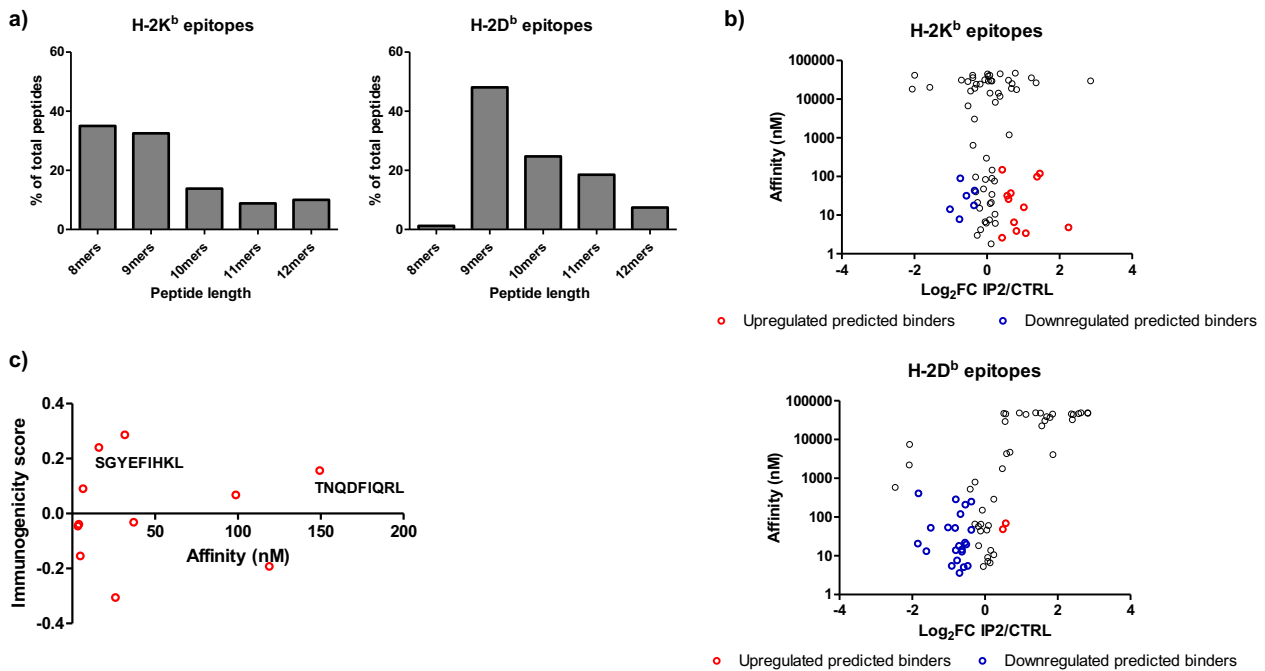 a)
H-2Kᵇ epitopes
% of total peptides
60
40
20
0
8mers
9mers
10mers
11mers
12mers
Peptide length
H-2Dᵇ epitopes
% of total peptides
60
40
20
0
8mers
9mers
10mers
11mers
12mers
Peptide length
b)
H-2Kᵇ epitopes
Affinity (nM)
100000
10000
1000
100
10
1
-4
-2
0
2
4
Log₂FC IP2/CTRL
Upregulated predicted binders
Downregulated predicted binders
H-2Dᵇ epitopes
Affinity (nM)
100000
10000
1000
100
10
1
-4
-2
0
2
4
Log₂FC IP2/CTRL
Upregulated predicted binders
Downregulated predicted binders
c)
Immunogenicity score
0.4
0.2
0.0
-0.2
-0.4
SGYEFIHKL
TNQDFIQRL
50
100
150
200
Affinity (nM)